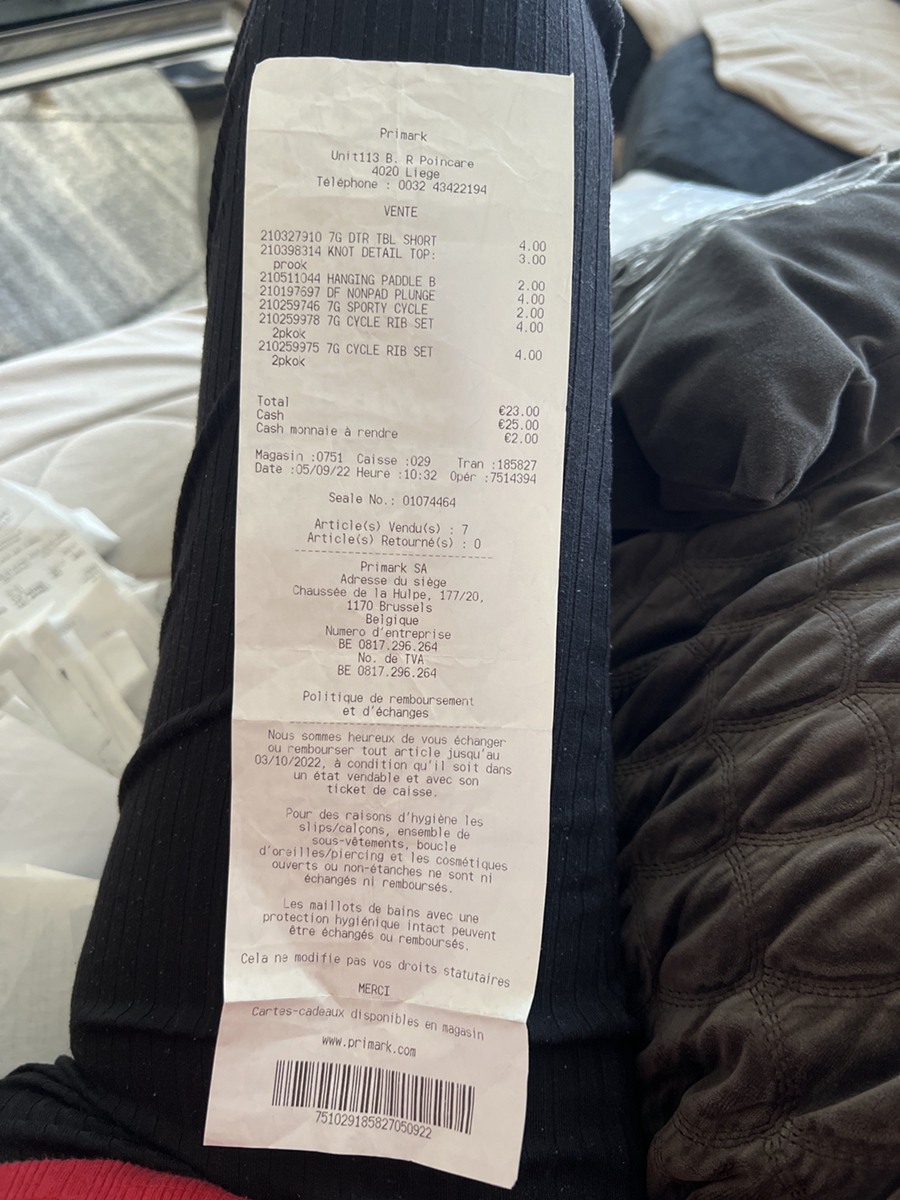 Primark
Unit113 B. R Poincare
4020 Liege
Téléphone : 0032 43422194
VENTE
210327910 7G DTR TBL SHORT 4.00
210398314 KNOT DETAIL TOP: 3.00
prook
210511044 HANGING PADDLE B 2.00
210197697 DF NONPAD PLUNGE 4.00
210259746 7G SPORTY CYCLE 2.00
210259978 7G CYCLE RIB SET 4.00
2pkok
210259975 7G CYCLE RIB SET 4.00
2pkok
Total €23.00
Cash €25.00
Cash monnaie à rendre €2.00
Magasin :0751 Caisse :029 Tran :185827
Date :05/09/22 Heure :10:32 Opér :7514394
Seale No.: 01074464
Article(s) Vendu(s) : 7
Article(s) Retourné(s) : 0
Primark SA
Adresse du siège
Chaussée de la Hulpe, 177/20,
1170 Brussels
Belgique
Numero d'entreprise
BE 0817.296.264
No. de TVA
BE 0817.296.264
Politique de remboursement
et d'échanges
Nous sommes heureux de vous échanger
ou rembourser tout article jusqu'au
03/10/2022, à condition qu'il soit dans
un état vendable et avec son
ticket de caisse.
Pour des raisons d'hygiène les
slips/calçons, ensemble de
sous-vêtements, boucle
d'oreilles/piercing et les cosmétiques
ouverts ou non-étanches ne sont ni
échangés ni remboursés.
Les maillots de bains avec une
protection hygiénique intact peuvent
être échangés ou remboursés.
Cela ne modifie pas vos droits statutaires
MERCI
Cartes-cadeaux disponibles en magasin
www.primark.com
751029185827050922